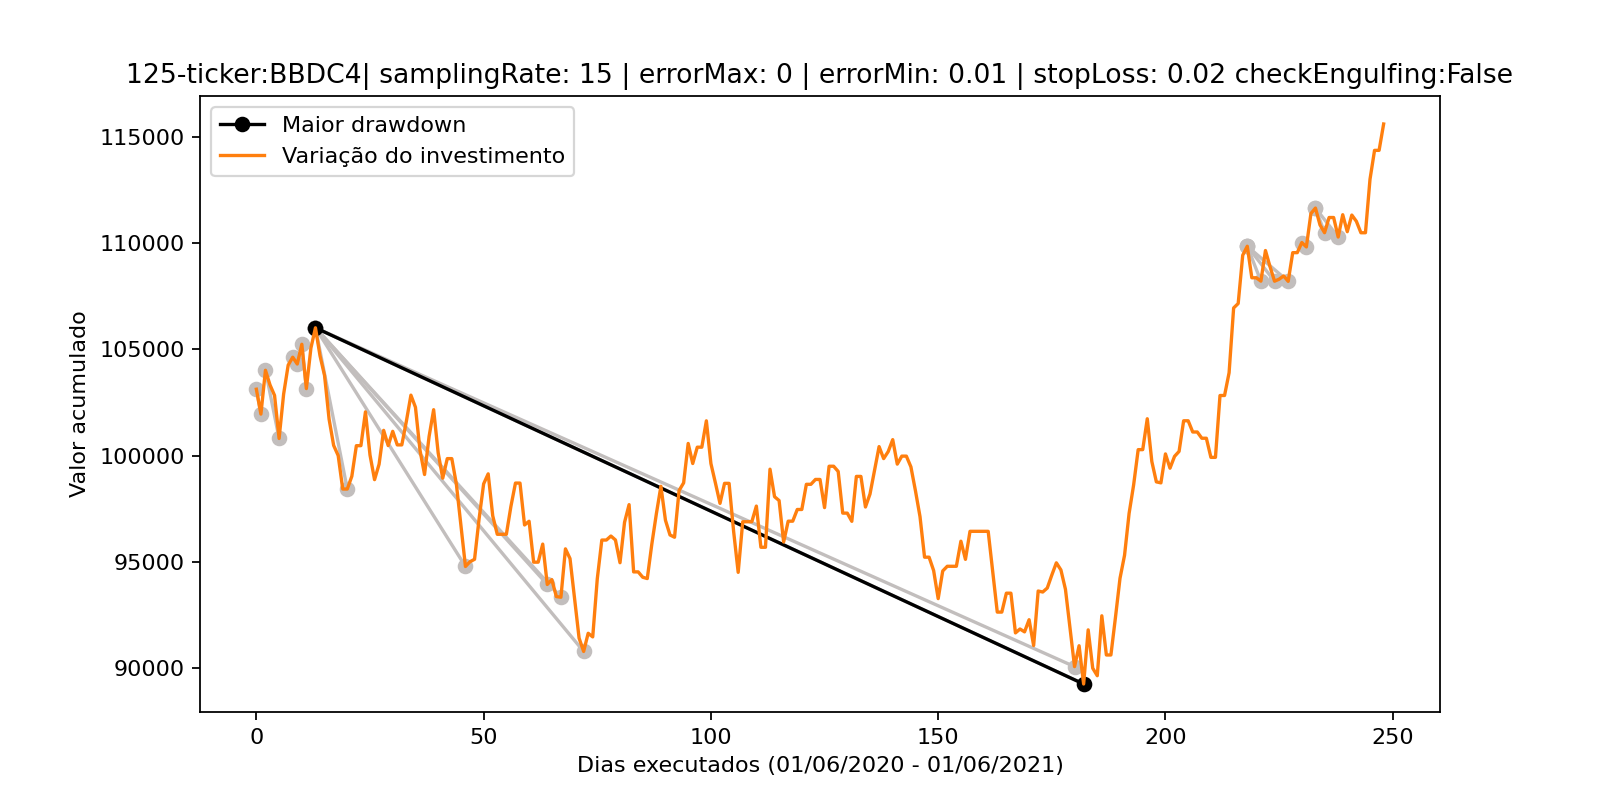 125-ticker:BBDC4| samplingRate: 15 | errorMax: 0 | errorMin: 0.01 | stopLoss: 0.02 checkEngulfing:False
Maior drawdown
Variação do investimento
Valor acumulado
115000
110000
105000
100000
95000
90000
0 50 100 150 200 250
Dias executados (01/06/2020 - 01/06/2021)